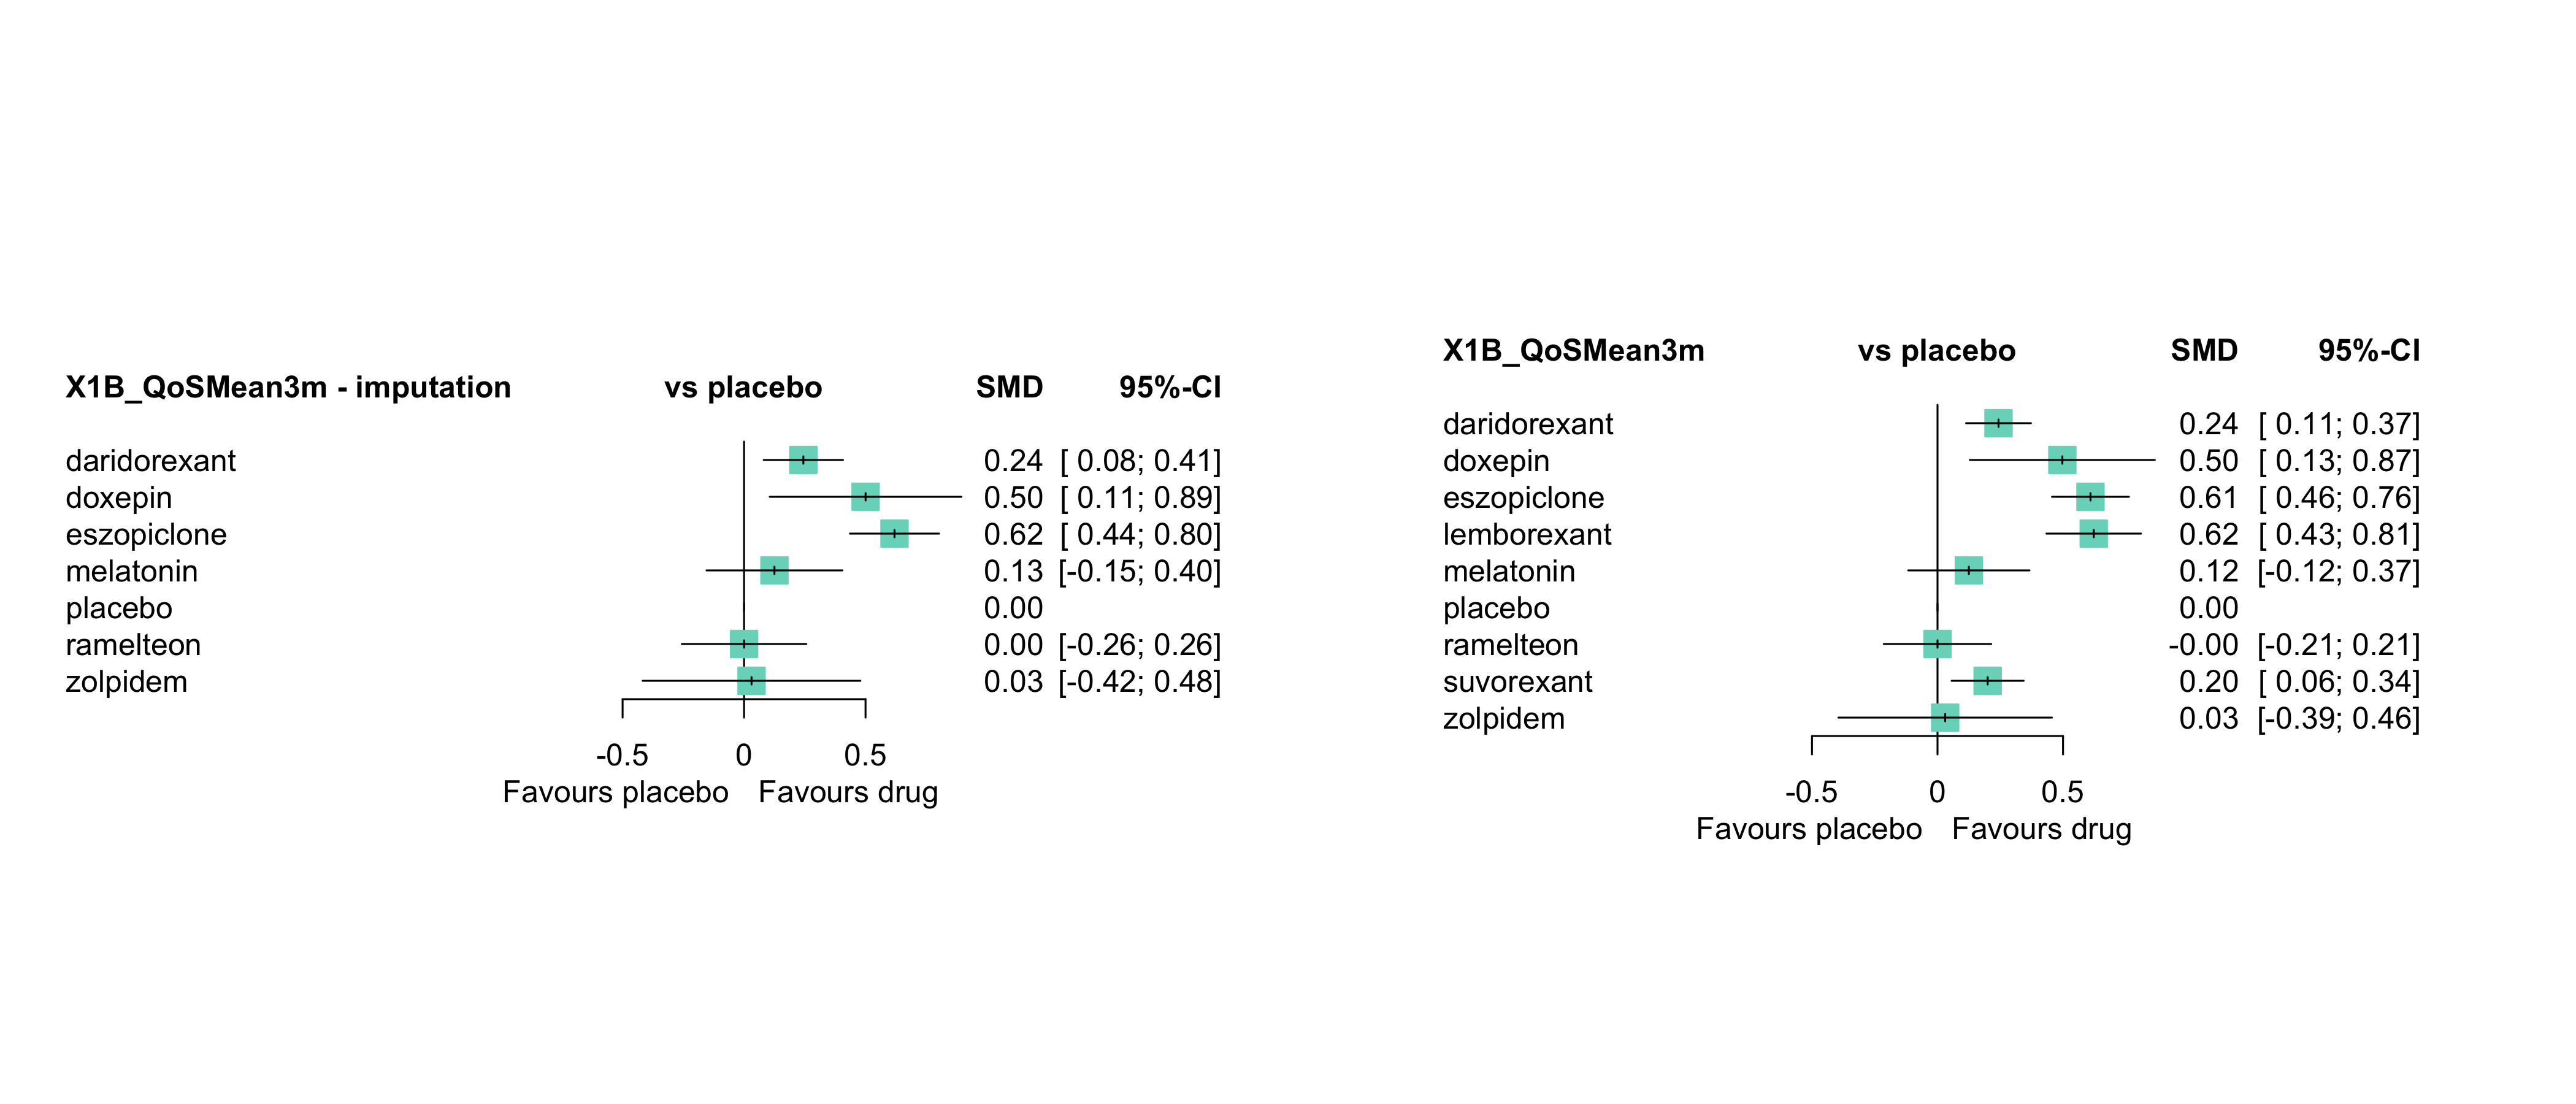 X1B_QoSMean3m - imputation vs placebo SMD 95%-CI
daridorexant 0.24 [ 0.08; 0.41]
doxepin 0.50 [ 0.11; 0.89]
eszopiclone 0.62 [ 0.44; 0.80]
melatonin 0.13 [-0.15; 0.40]
placebo 0.00
ramelteon 0.00 [-0.26; 0.26]
zolpidem 0.03 [-0.42; 0.48]
-0.5 0 0.5
Favours placebo Favours drug
X1B_QoSMean3m vs placebo SMD 95%-CI
daridorexant 0.24 [ 0.11; 0.37]
doxepin 0.50 [ 0.13; 0.87]
eszopiclone 0.61 [ 0.46; 0.76]
lemborexant 0.62 [ 0.43; 0.81]
melatonin 0.12 [-0.12; 0.37]
placebo 0.00
ramelteon -0.00 [-0.21; 0.21]
suvorexant 0.20 [ 0.06; 0.34]
zolpidem 0.03 [-0.39; 0.46]
-0.5 0 0.5
Favours placebo Favours drug